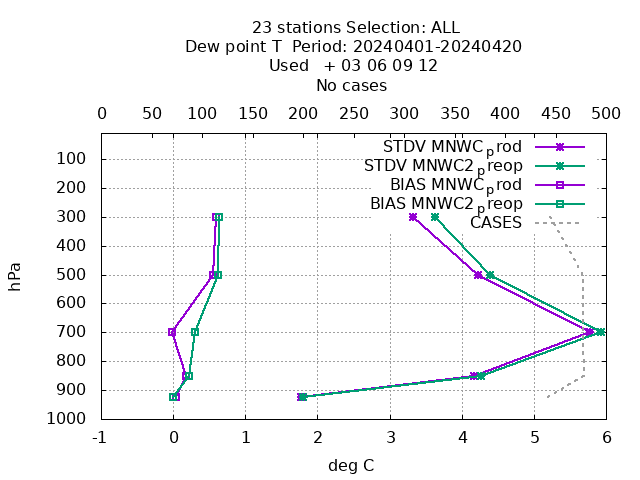 23 stations Selection: ALL
Dew point T  Period: 20240401-20240420
Used   + 03 06 09 12
No cases
0 50 100 150 200 250 300 350 400 450 500
STDV MNWC_prod
STDV MNWC2_preop
BIAS MNWC_prod
BIAS MNWC2_preop
CASES
hPa
100
200
300
400
500
600
700
800
900
1000
-1 0 1 2 3 4 5 6
deg C